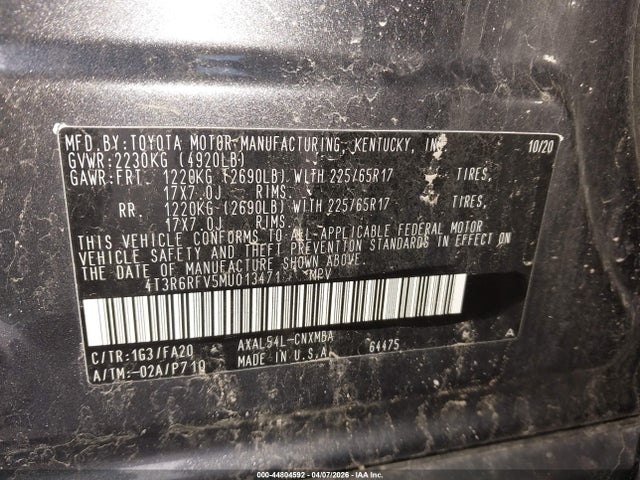 MFD.BY:TOYOTA MOTOR MANUFACTURING, KENTUCKY, INC 10/20
GVWR:2230KG (4920LB)
GAWR:FRT. 1220KG (2690LB) WITH 225/65R17 TIRES,
17X7.0J RIMS
RR. 1220KG (2690LB) WITH 225/65R17 TIRES,
17X7.0J RIMS
THIS VEHICLE CONFORMS TO ALL APPLICABLE FEDERAL MOTOR
VEHICLE SAFETY AND THEFT PREVENTION STANDARDS IN EFFECT ON
THE DATE OF MANUFACTURE SHOWN ABOVE.
4T3R6RFV5MU013471 MPV
C/TR:1G3/FA20 AXAL54L-CNXMBA 64475 A
A/TM:-02A/P710 MADE IN U.S.A.
000-44804592 04/07/2026 IAA Inc.